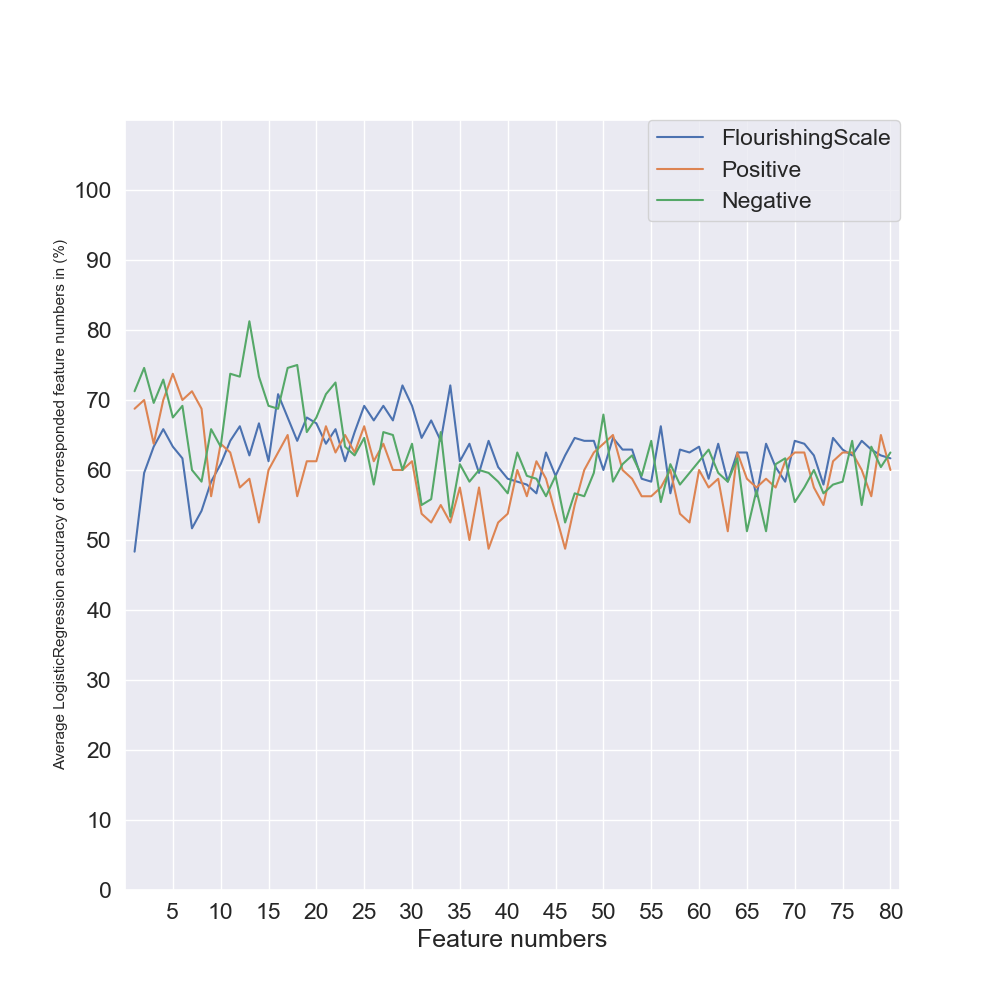 FlourishingScale
Positive
Negative
100
90
80
70
60
50
40
30
20
10
0
Average LogisticRegression accuracy of corresponded feature numbers in (%)
5 10 15 20 25 30 35 40 45 50 55 60 65 70 75 80
Feature numbers